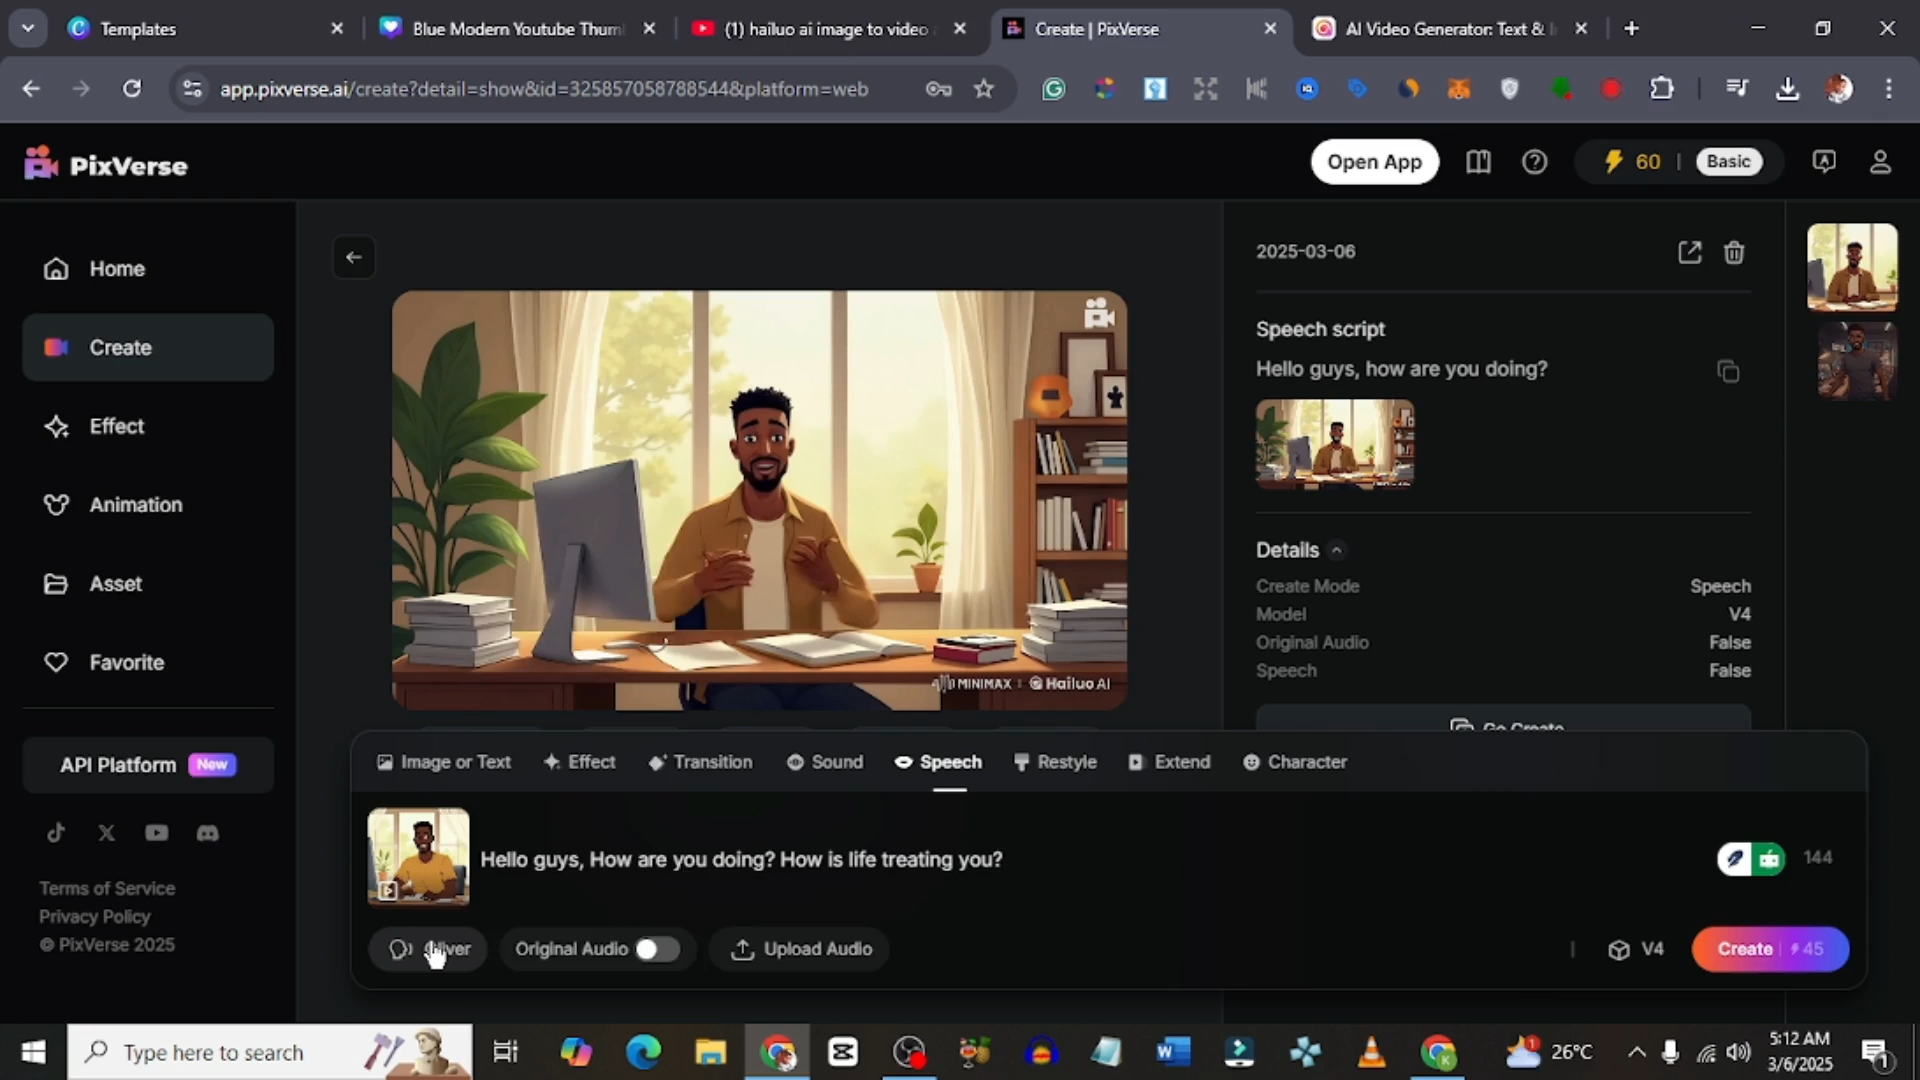 Templates
Blue Modern Youtube Thum
(1) hailuo ai image to video
Create | PixVerse
AI Video Generator: Text & I
app.pixverse.ai/create?detail=show&id=325857058788544&platform=web
PixVerse
Open App
60
Basic
Home
Create
Effect
Animation
Asset
Favorite
API Platform New
Terms of Service
Privacy Policy
© PixVerse 2025
MINIMAX | Hailuo AI
2025-03-06
Speech script
Hello guys, how are you doing?
Details
Create Mode Speech
Model V4
Original Audio False
Speech False
Go Create
Image or Text
Effect
Transition
Sound
Speech
Restyle
Extend
Character
Hello guys, How are you doing? How is life treating you?
144
Original Audio
Upload Audio
V4
Create 45
Type here to search
26°C
5:12 AM
3/6/2025
1